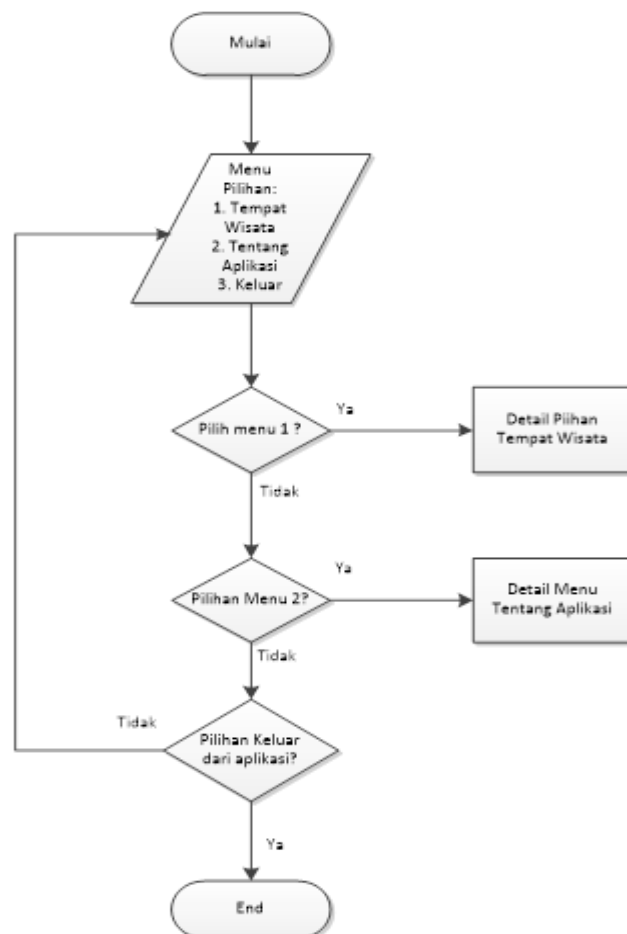 Mulai
Menu
Pilihan:
1. Tempat
Wisata
2. Tentang
Aplikasi
3. Keluar
Pilih menu 1 ?
Ya
Detail Piihan
Tempat Wisata
Tidak
Pilihan Menu 2?
Ya
Detail Menu
Tentang Aplikasi
Tidak
Pilihan Keluar
dari aplikasi?
Tidak
Ya
End